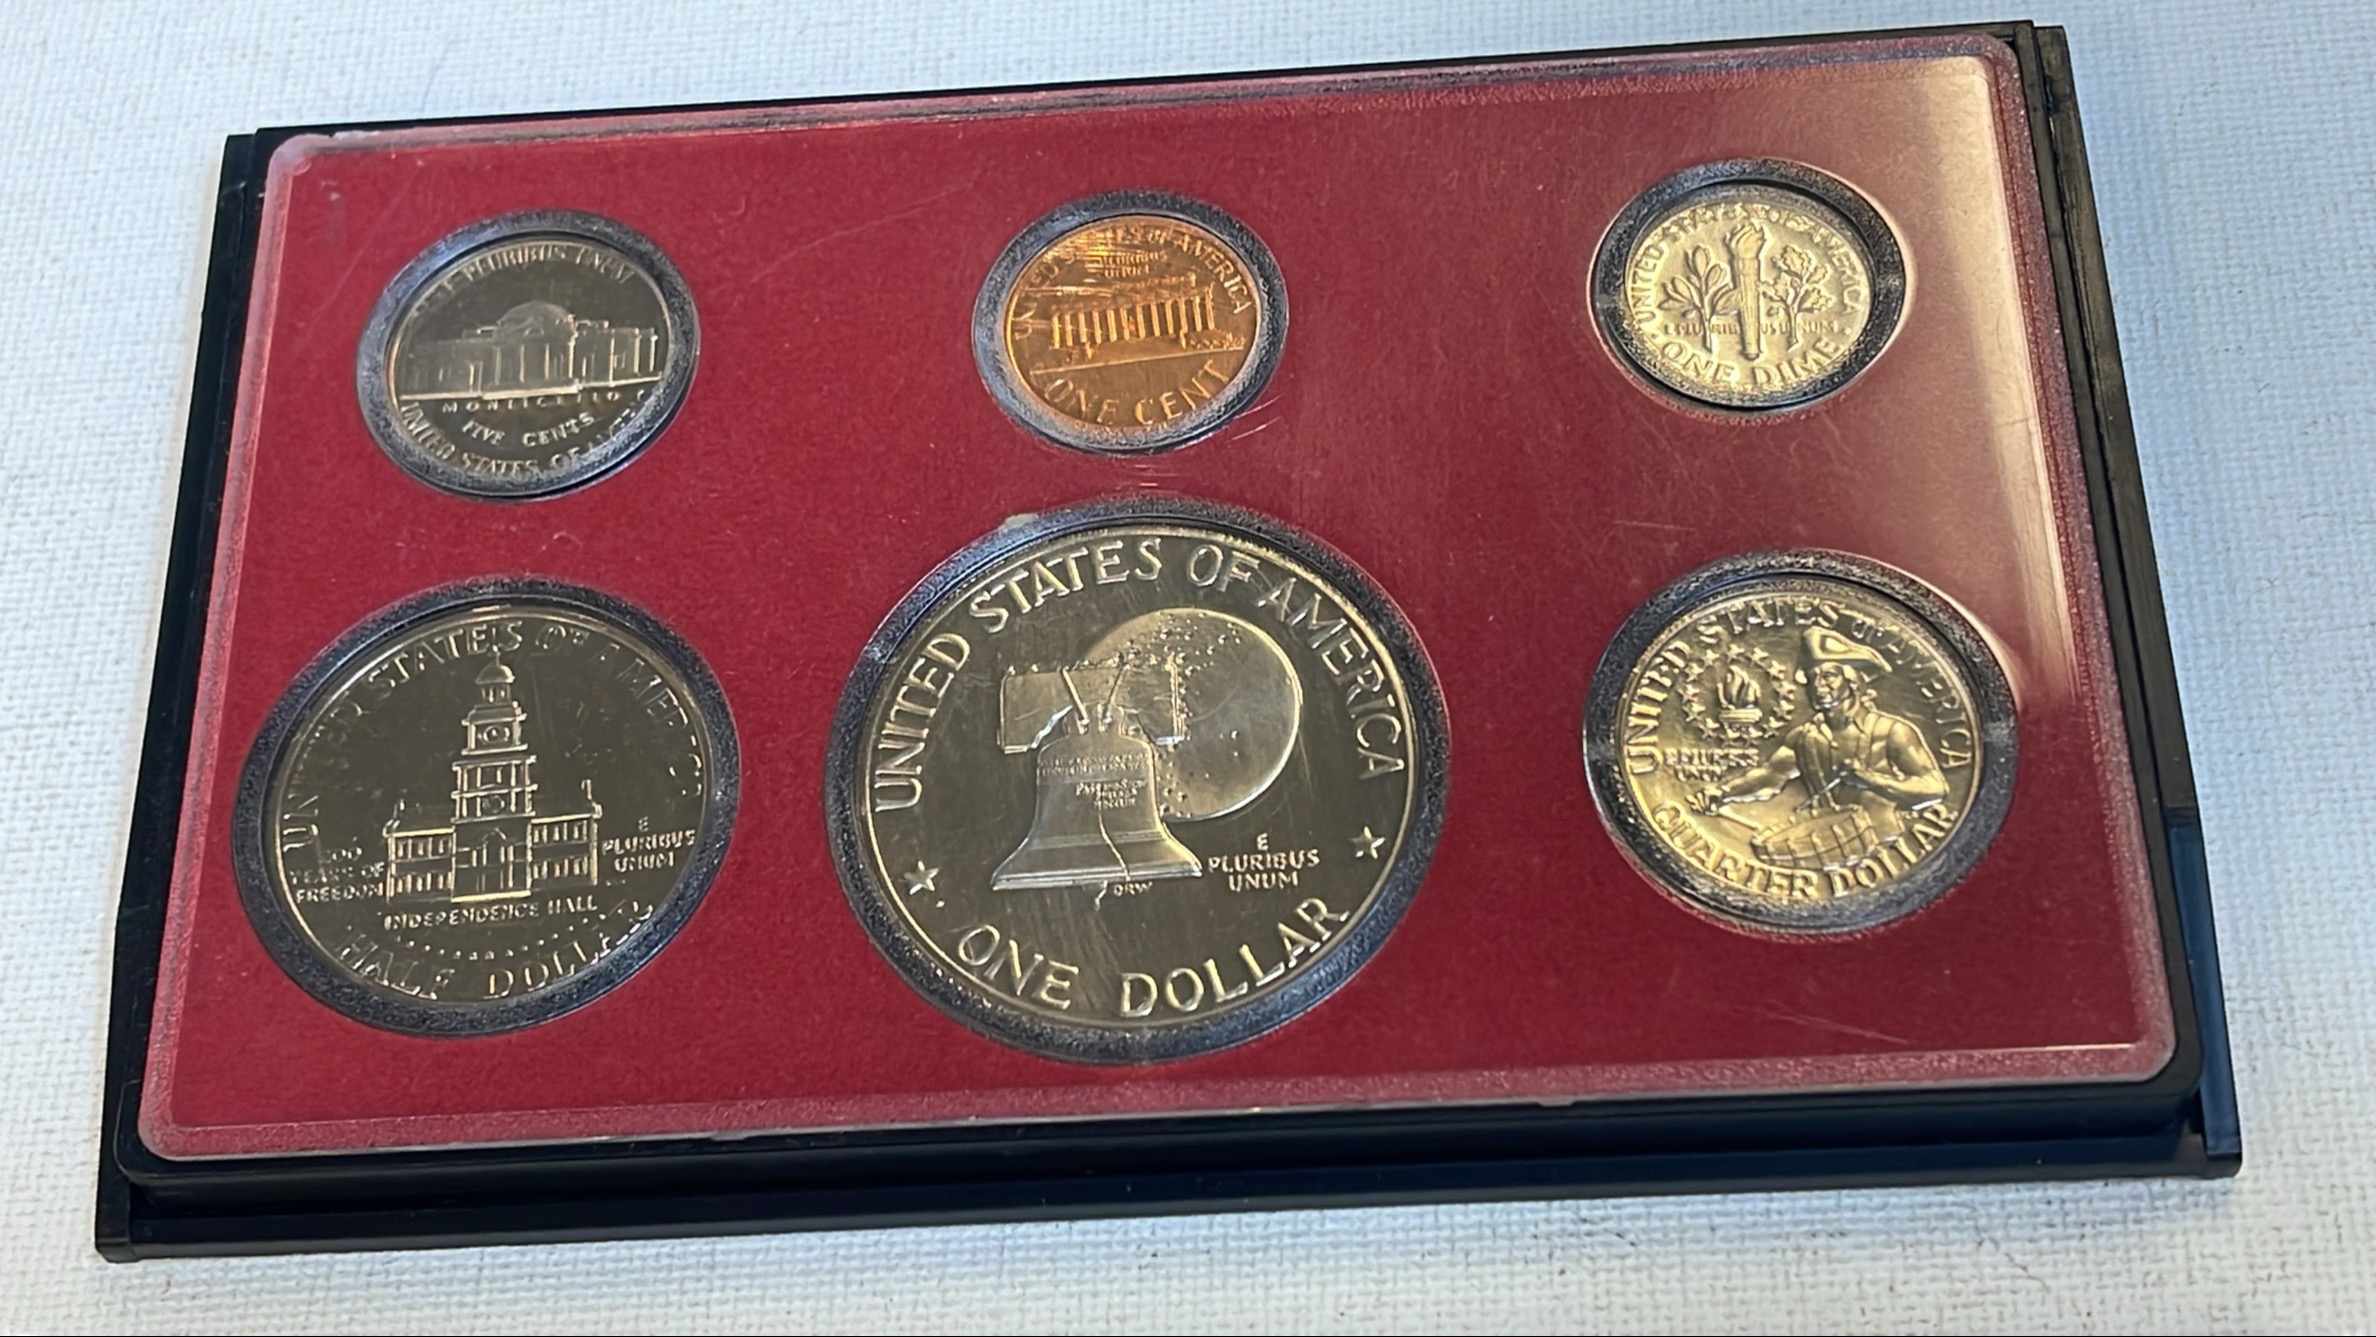 E PLURIBUS UNUM
MONTICELLO
FIVE CENTS
UNITED STATES OF AMERICA
UNITED STATES OF AMERICA
PLURIBUS
UNUM
ONE CENT
UNITED STATES OF AMERICA
E PLURIBUS UNUM
ONE DIME
UNITED STATES OF AMERICA
200
YEARS OF
FREEDOM
E
PLURIBUS
UNUM
INDEPENDENCE HALL
HALF DOLLAR
UNITED STATES OF AMERICA
E
PLURIBUS
UNUM
DRW
ONE DOLLAR
UNITED STATES OF AMERICA
E PLURIBUS
UNUM
QUARTER DOLLAR